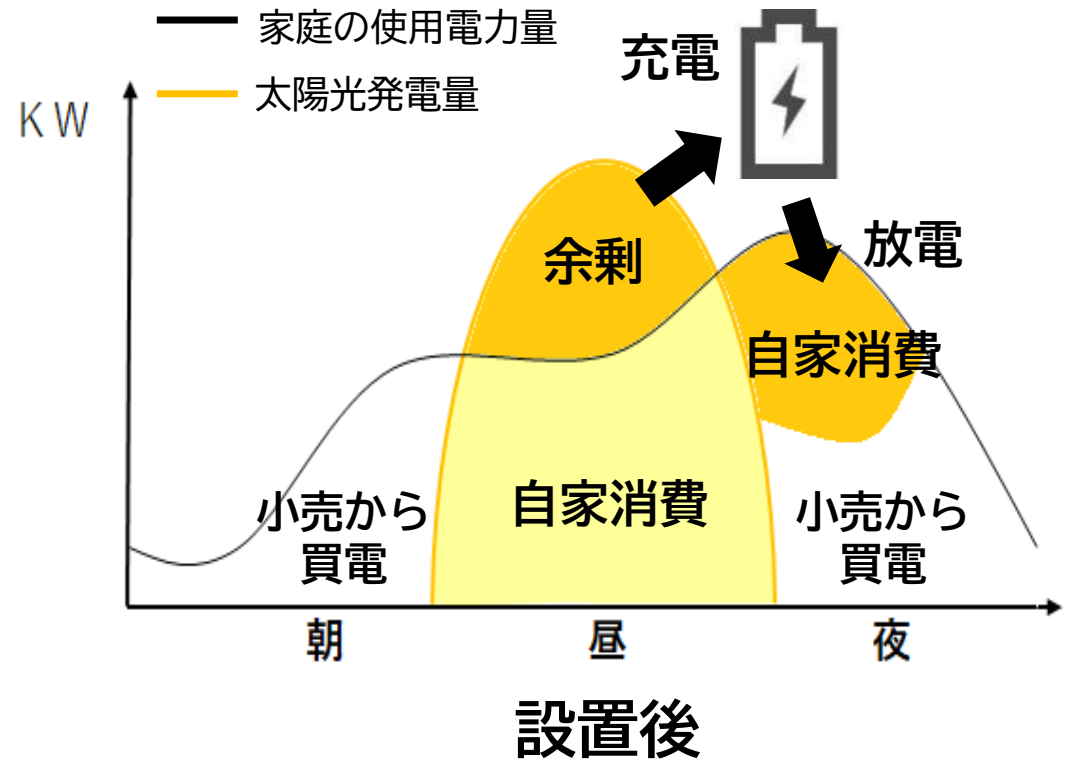 家庭の使用電力量
太陽光発電量
KW
充電
余剰
放電
自家消費
自家消費
小売から
買電
小売から
買電
朝
昼
夜
設置後